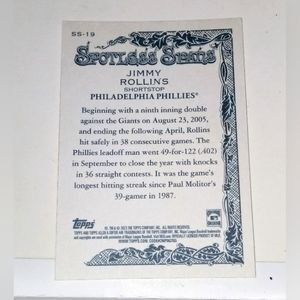 SS-19
SPOTLESS SPANS
JIMMY
ROLLINS
SHORTSTOP
PHILADELPHIA PHILLIES®
Beginning with a ninth inning double
against the Giants on August 23, 2005,
and ending the following April, Rollins
hit safely in 38 consecutive games. The
Phillies leadoff man went 49-for-122 (.402)
in September to close the year with knocks
in 36 straight contests. It was the game's
longest hitting streak since Paul Molitor's
39-gamer in 1987.
Topps